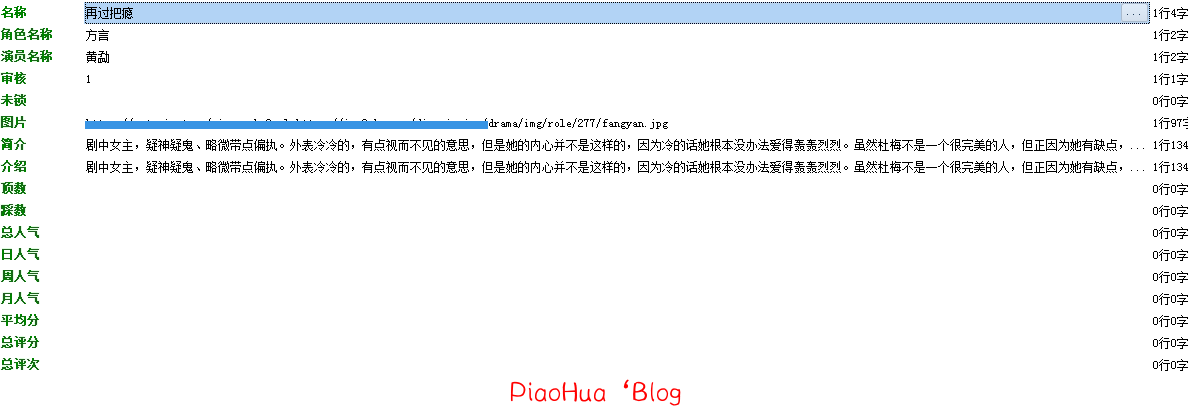 名称 再过把瘾 ... 1行4字
角色名称 方言 1行2字
演员名称 黄勐 1行2字
审核 1 1行1字
未锁 0行0字
图片 /drama/img/role/277/fangyan.jpg 1行97字
简介 剧中女主，疑神疑鬼、略微带点偏执。外表冷冷的，有点视而不见的意思，但是她的内心并不是这样的，因为冷的话她根本没办法爱得轰轰烈烈。虽然杜梅不是一个很完美的人，但正因为她有缺点，... 1行134
介绍 剧中女主，疑神疑鬼、略微带点偏执。外表冷冷的，有点视而不见的意思，但是她的内心并不是这样的，因为冷的话她根本没办法爱得轰轰烈烈。虽然杜梅不是一个很完美的人，但正因为她有缺点，... 1行134
顶数 0行0字
踩数 0行0字
总人气 0行0字
日人气 0行0字
周人气 0行0字
月人气 0行0字
平均分 0行0字
总评分 0行0字
总评次 0行0字
PiaoHua ‘Blog